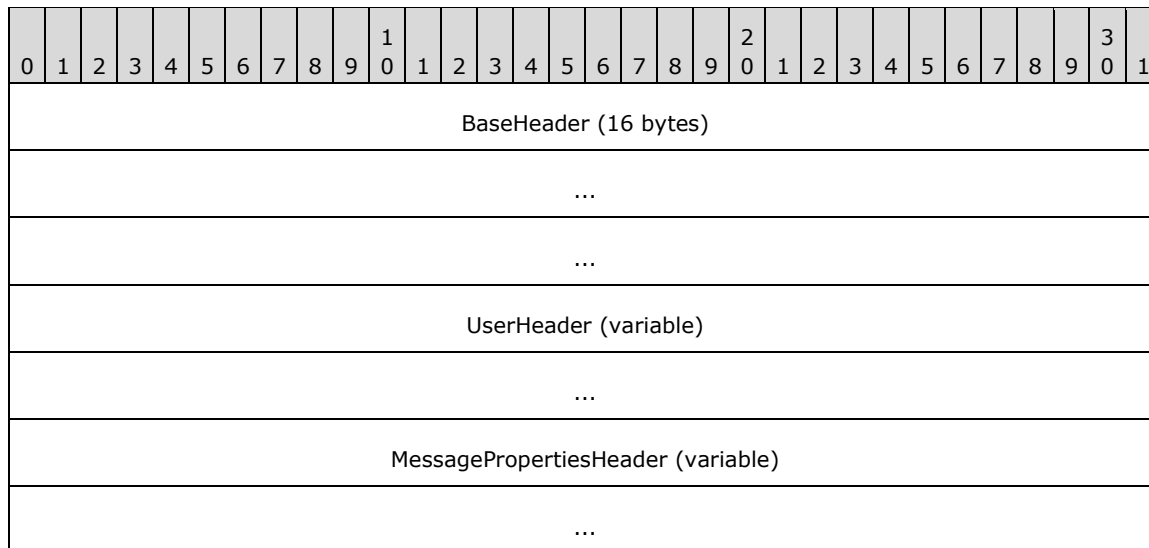 1 2 3
0 1 2 3 4 5 6 7 8 9 0 1 2 3 4 5 6 7 8 9 0 1 2 3 4 5 6 7 8 9 0 1
BaseHeader (16 bytes)
...
...
UserHeader (variable)
...
MessagePropertiesHeader (variable)
...